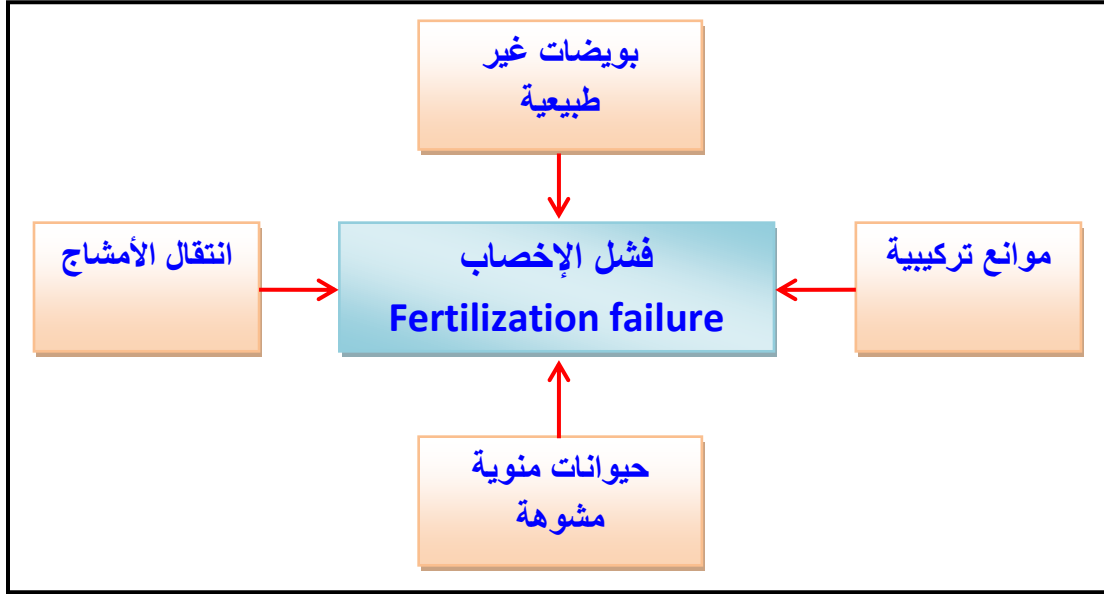 بويضات غير
طبيعية
موانع تركيبية
فشل الإخصاب
Fertilization failure
انتقال الأمشاج
حيوانات منوية
مشوهة